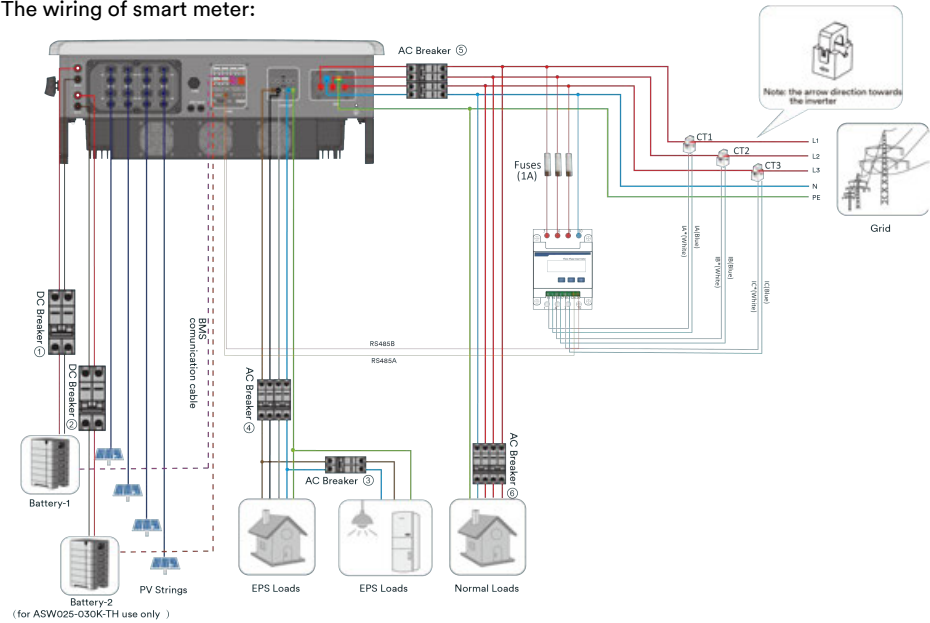 The wiring of smart meter:
AC Breaker ⑤
Note: the arrow direction towards
the inverter
CT1
CT2
CT3
L1
L2
L3
N
PE
Grid
Fuses
(1A)
IA*(White)
IA(Blue)
IB*(White)
IB(Blue)
IC*(White)
IC(Blue)
RS485B
RS485A
DC Breaker ①
DC Breaker ②
BMS
comunication cable
AC Breaker ④
AC Breaker ③
AC Breaker ⑥
Battery-1
Battery-2
(for ASW025-030K-TH use only )
PV Strings
EPS Loads
EPS Loads
Normal Loads